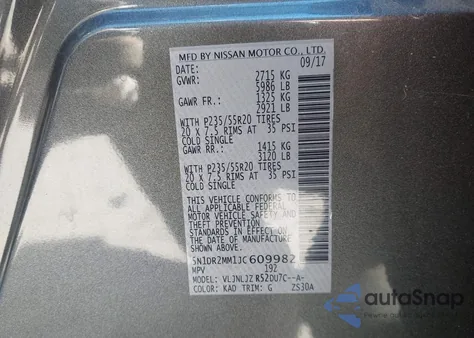 MFD BY NISSAN MOTOR CO., LTD.
DATE: 09/17
GVWR: 2715 KG
5986 LB
GAWR FR.: 1325 KG
2921 LB
WITH P235/55R20 TIRES
20 X 7.5 RIMS AT 35 PSI
COLD SINGLE
GAWR RR.: 1415 KG
3120 LB
WITH P235/55R20 TIRES
20 X 7.5 RIMS AT 35 PSI
COLD SINGLE
THIS VEHICLE CONFORMS
TO ALL APPLICABLE FEDERAL
MOTOR VEHICLE SAFETY AND
THEFT PREVENTION
STANDARDS IN EFFECT ON
THE DATE OF MANUFACTURE
SHOWN ABOVE.
5N1DR2MM1JC609982
MPV 192
MODEL: VLJNLJZ R52DU7C--A-
COLOR: KAD TRIM: G ZS30A
autoSnap